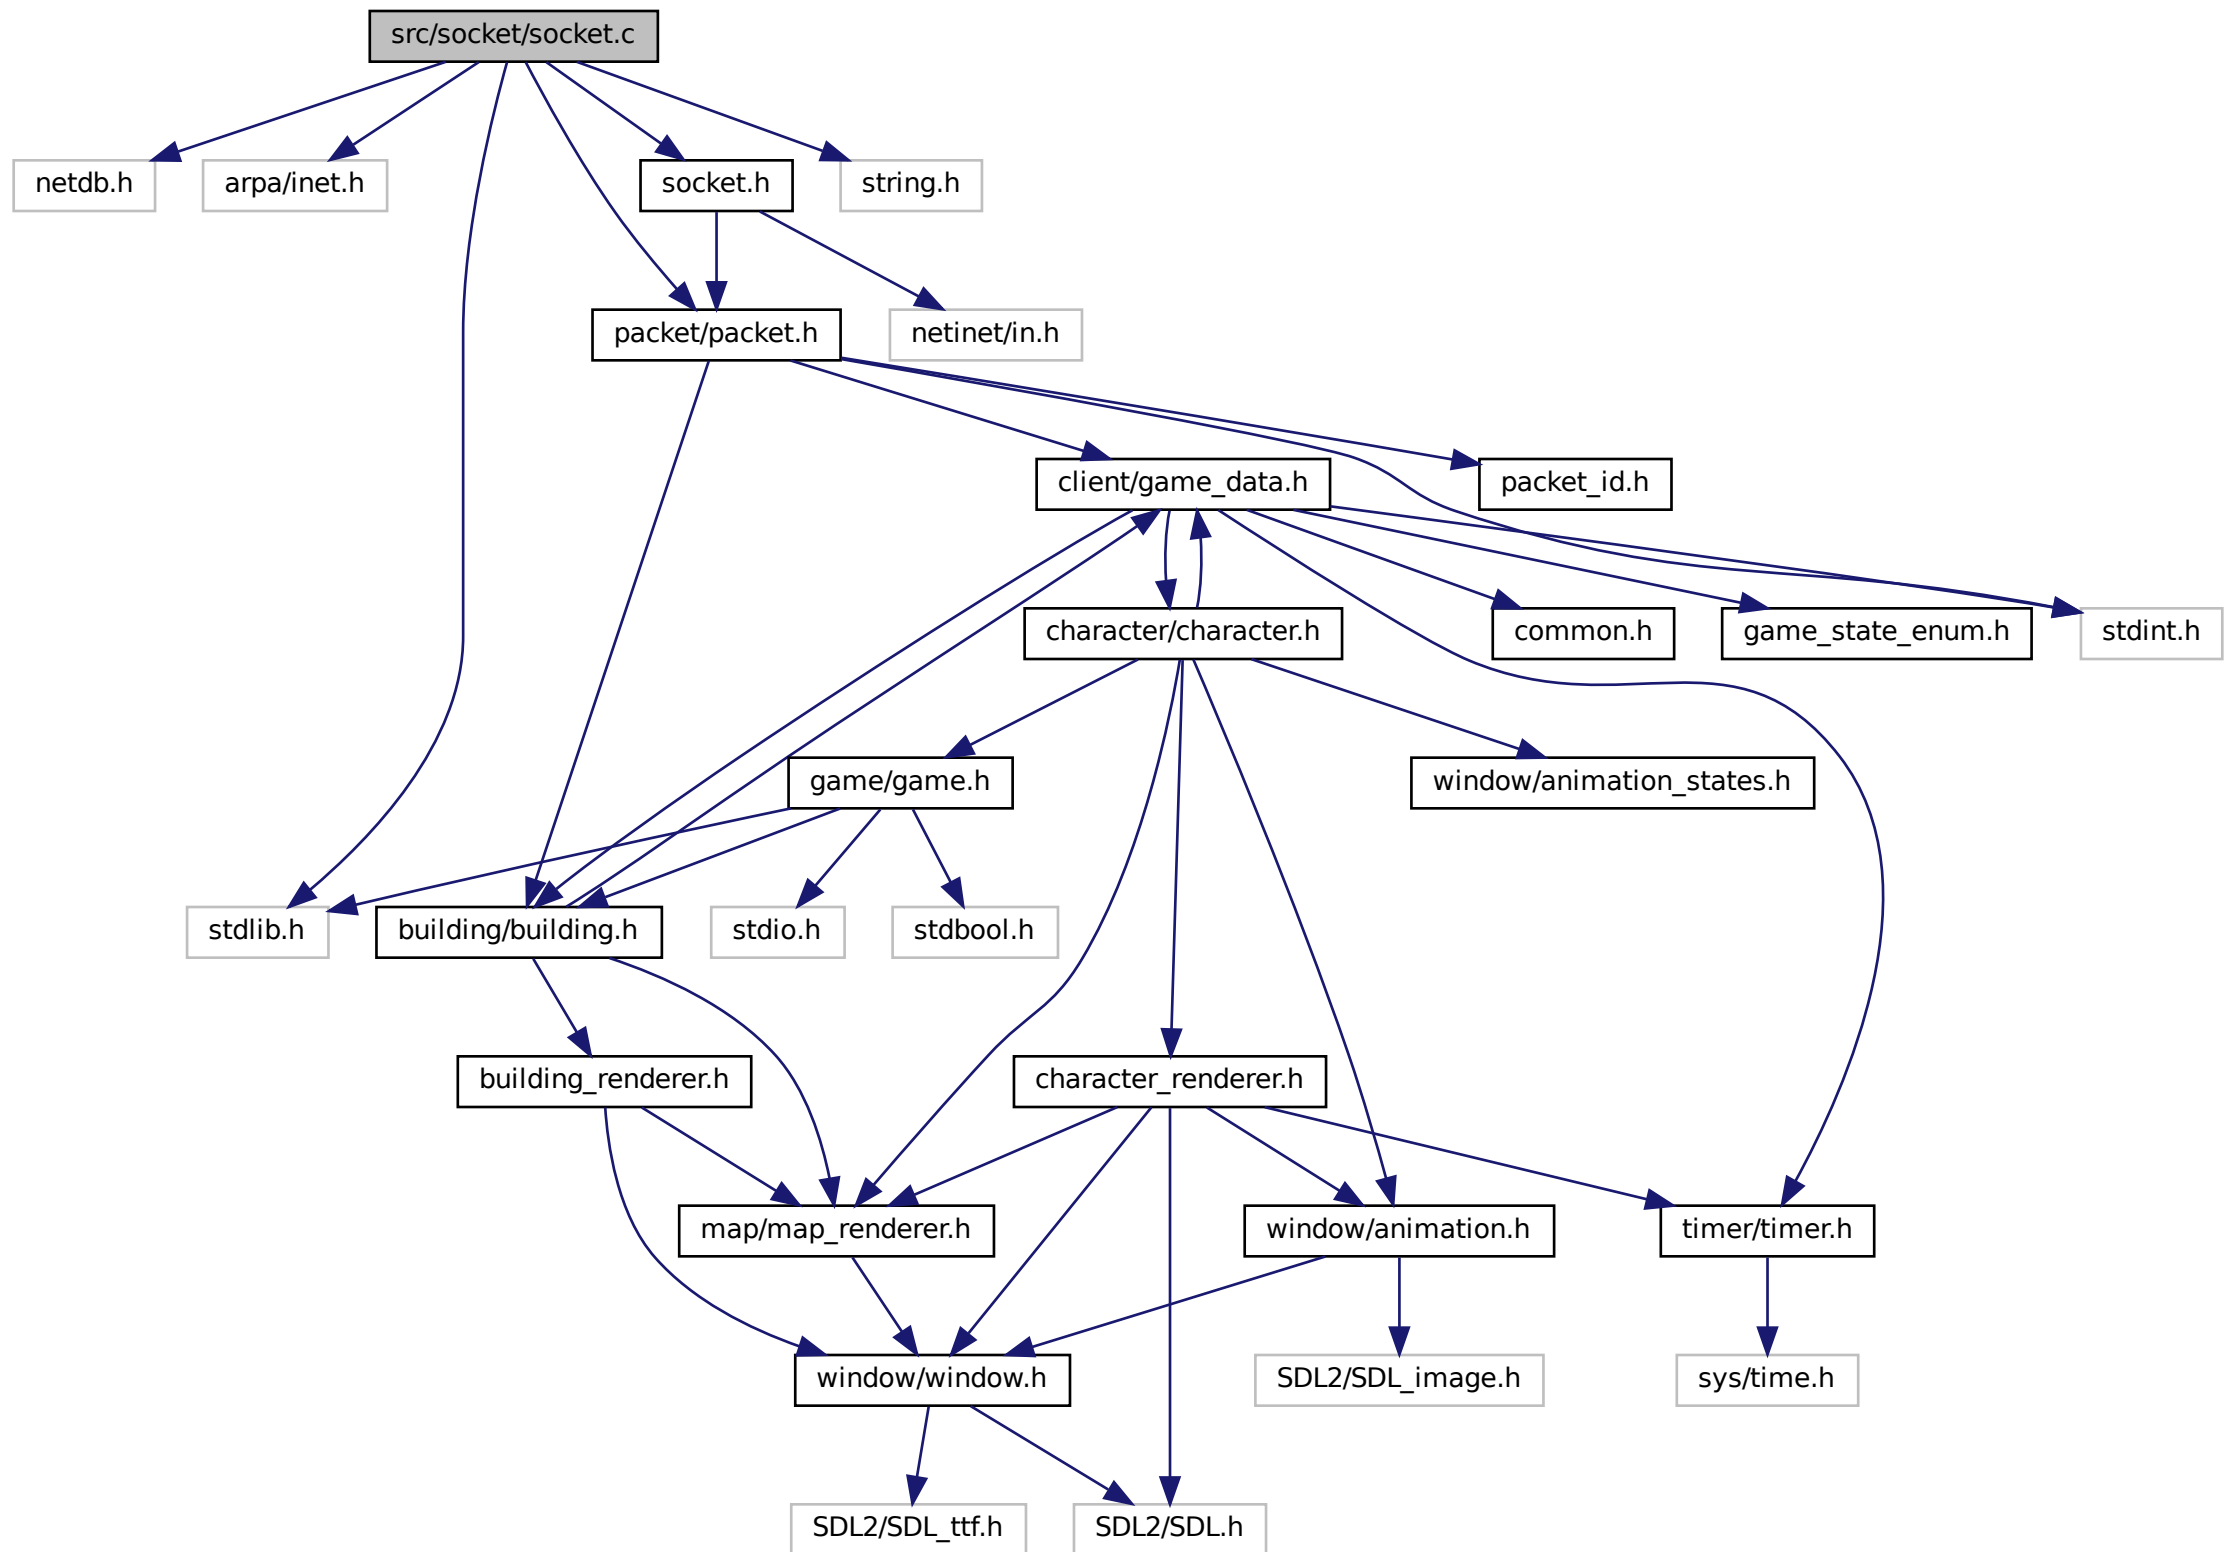 src/socket/socket.c
netdb.h
arpa/inet.h
socket.h
string.h
packet/packet.h
netinet/in.h
client/game_data.h
packet_id.h
character/character.h
common.h
game_state_enum.h
stdint.h
game/game.h
window/animation_states.h
stdlib.h
building/building.h
stdio.h
stdbool.h
building_renderer.h
character_renderer.h
map/map_renderer.h
window/animation.h
timer/timer.h
window/window.h
SDL2/SDL_image.h
sys/time.h
SDL2/SDL_ttf.h
SDL2/SDL.h